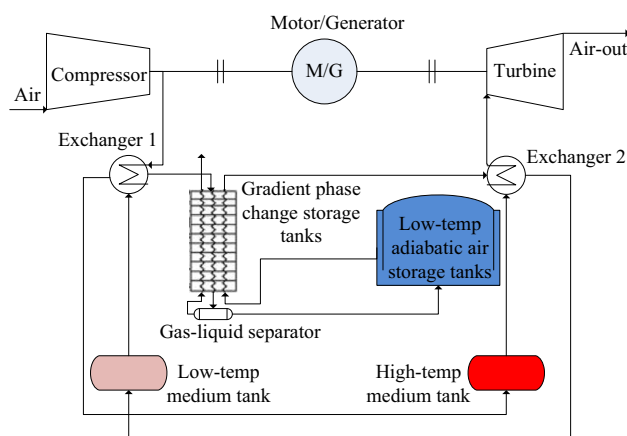 Motor/Generator
Air-out
Compressor
M/G
Turbine
Air
Exchanger 1
Exchanger 2
Gradient phase
change storage
tanks
Low-temp
adiabatic air
storage tanks
Gas-liquid separator
Low-temp
medium tank
High-temp
medium tank